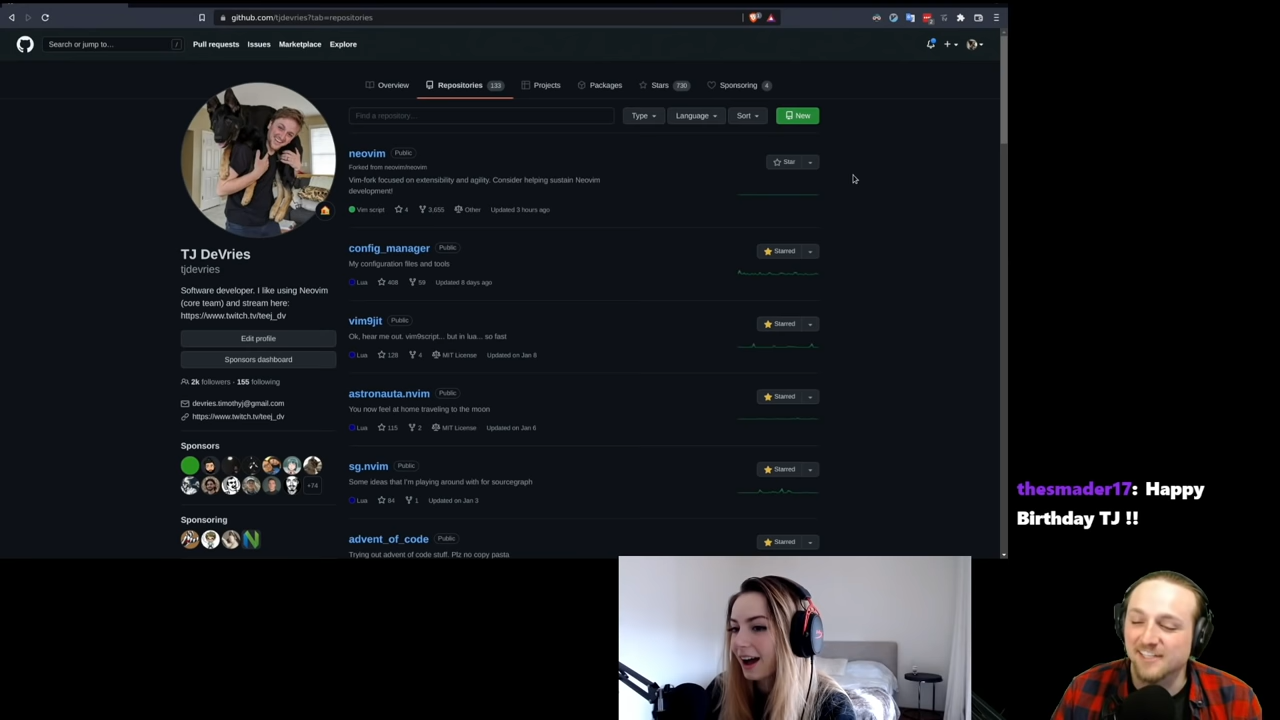 github.com/tjdevries?tab=repositories
Search or jump to…
/
Pull requests
Issues
Marketplace
Explore
Overview
Repositories 133
Projects
Packages
Stars 730
Sponsoring 4
Find a repository…
Type
Language
Sort
New
neovim Public
Star
Forked from neovim/neovim
Vim-fork focused on extensibility and agility. Consider helping sustain Neovim
development!
Vim script 4 3,655 Other Updated 3 hours ago
config_manager Public
Starred
My configuration files and tools
Lua 408 59 Updated 8 days ago
vim9jit Public
Starred
Ok, hear me out. vim9script... but in lua... so fast
Lua 128 4 MIT License Updated on Jan 8
astronauta.nvim Public
Starred
You now feel at home traveling to the moon
Lua 115 2 MIT License Updated on Jan 6
sg.nvim Public
Starred
Some ideas that I'm playing around with for sourcegraph
Lua 84 1 Updated on Jan 3
advent_of_code Public
Starred
Trying out advent of code stuff. Plz no copy pasta
TJ DeVries
tjdevries
Software developer. I like using Neovim
(core team) and stream here:
https://www.twitch.tv/teej_dv
Edit profile
Sponsors dashboard
2k followers · 155 following
devries.timothyj@gmail.com
https://www.twitch.tv/teej_dv
Sponsors
+74
Sponsoring
thesmader17: Happy
Birthday TJ !!